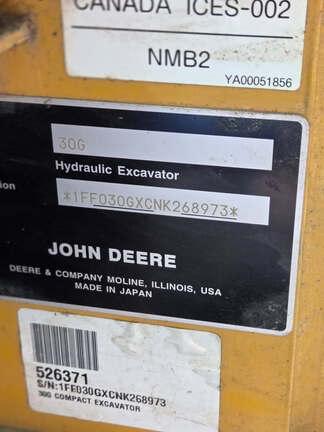 CANADA ICES-002
NMB2
YA00051856
30G
Hydraulic Excavator
ion
*1FF030GXCNK268973*
JOHN DEERE
DEERE & COMPANY MOLINE, ILLINOIS, USA
MADE IN JAPAN
526371
S/N:1FF030GXCNK268973
30G COMPACT EXCAVATOR